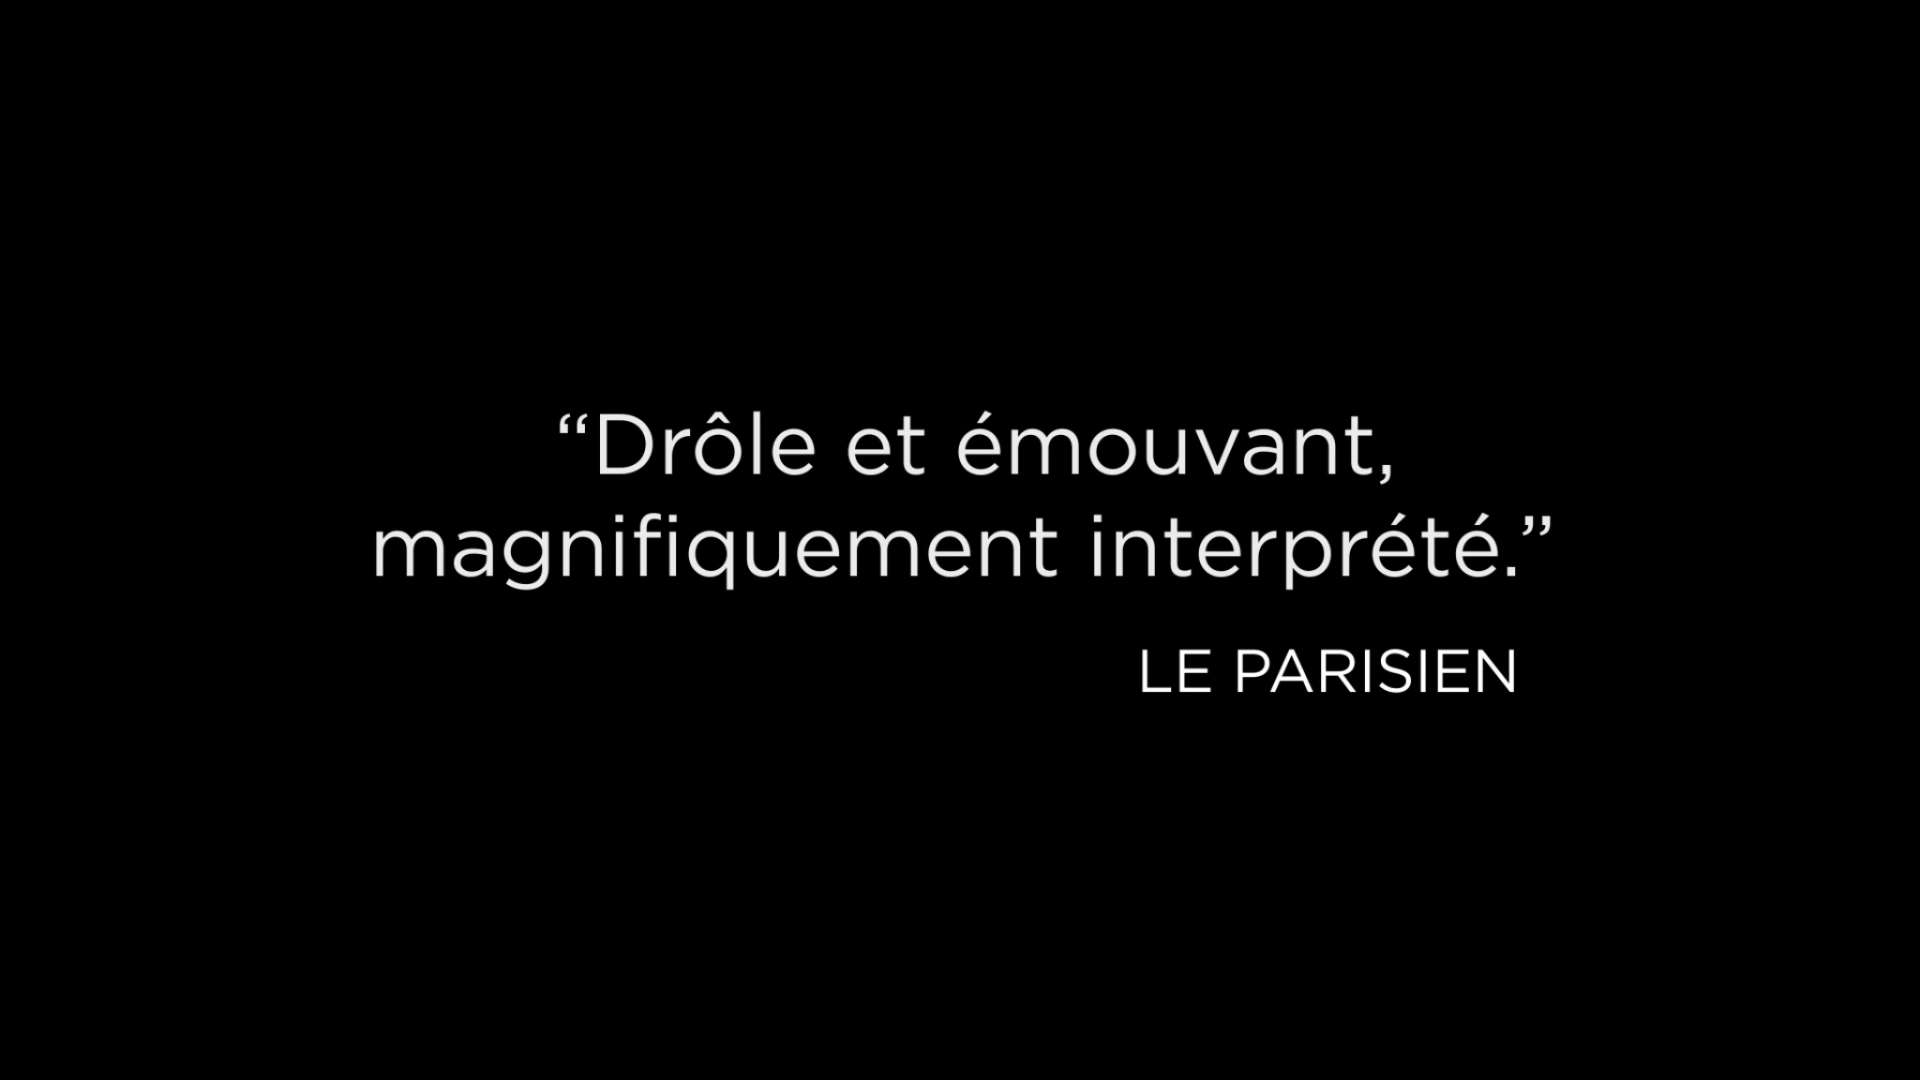 “Drôle et émouvant,
magnifiquement interprété.”
LE PARISIEN